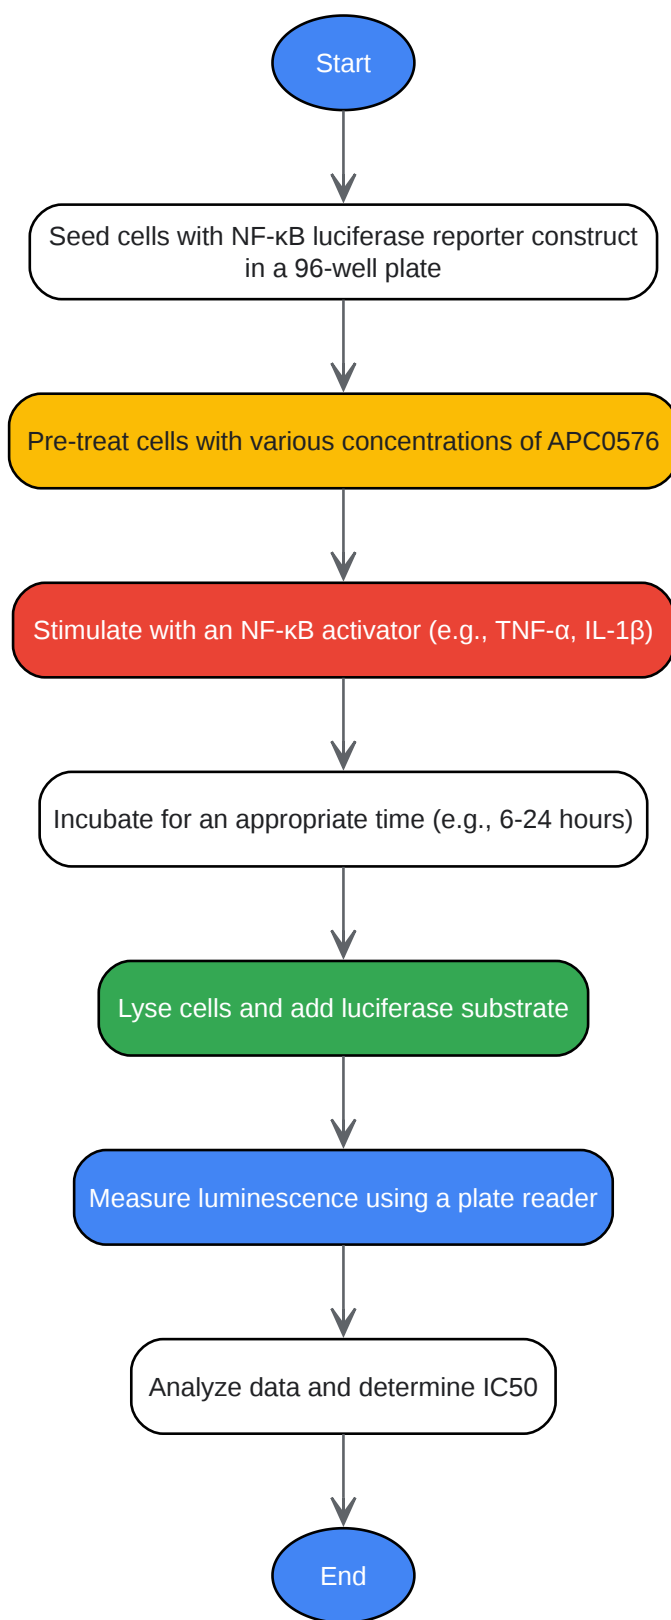 Start
Seed cells with NF-κB luciferase reporter construct
in a 96-well plate
Pre-treat cells with various concentrations of APC0576
Stimulate with an NF-κB activator (e.g., TNF-α, IL-1β)
Incubate for an appropriate time (e.g., 6-24 hours)
Lyse cells and add luciferase substrate
Measure luminescence using a plate reader
Analyze data and determine IC50
End